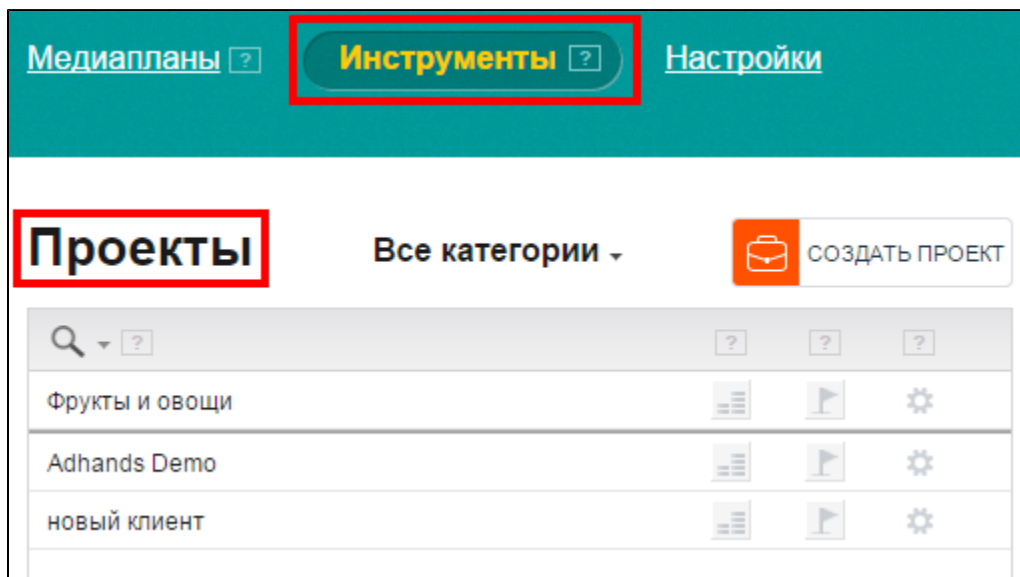 Медиапланы ? Инструменты ? Настройки
Проекты Все категории СОЗДАТЬ ПРОЕКТ
? ? ? ?
Фрукты и овощи
Adhands Demo
новый клиент